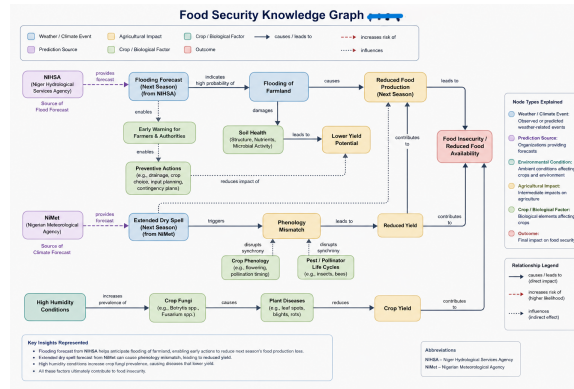 Food Security Knowledge Graph
Weather / Climate Event
Agricultural Impact
Crop / Biological Factor
causes / leads to
increases risk of
Prediction Source
Crop / Biological Factor
Outcome
influences
NIHSA
(Niger Hydrological
Services Agency)
Source of
Flood Forecast
provides
forecast
Flooding Forecast
(Next Season)
(from NIHSA)
indicates
high probability of
Flooding of
Farmland
causes
Reduced Food
Production
(Next Season)
leads to
enables
Early Warning for
Farmers & Authorities
enables
Preventive Actions
(e.g., drainage, crop
choice, input planning,
contingency plans)
reduces impact of
damages
Soil Health
(Structure, Nutrients,
Microbial Activity)
leads to
Lower Yield
Potential
contributes
to
Food Insecurity /
Reduced Food
Availability
NiMet
(Nigerian Meteorological
Agency)
Source of
Climate Forecast
provides
forecast
Extended Dry Spell
(Next Season)
(from NiMet)
triggers
Phenology
Mismatch
leads to
Reduced Yield
contributes
to
disrupts
synchrony
disrupts
synchrony
Crop Phenology
(e.g., flowering,
pollination timing)
Pest / Pollinator
Life Cycles
(e.g., insects, bees)
High Humidity
Conditions
increases
prevalence of
Crop Fungi
(e.g., Botrytis spp.,
Fusarium spp.)
causes
Plant Diseases
(e.g., leaf spots,
blights, rots)
reduces
Crop Yield
contributes
to
Node Types Explained
Weather / Climate Event:
Observed or predicted
weather-related events
Prediction Source:
Organizations providing
forecasts
Environmental Condition:
Ambient conditions affecting
crops and environment
Agricultural Impact:
Intermediate impacts on
agriculture
Crop / Biological Factor:
Biological elements affecting
crops
Outcome:
Final impact on food security
Relationship Legend
causes / leads to
(direct impact)
increases risk of
(higher likelihood)
influences
(indirect effect)
Key Insights Represented
• Flooding forecast from NIHSA helps anticipate flooding of farmland, enabling early actions to reduce next season's food production loss.
• Extended dry spell forecast from NiMet can cause phenology mismatch, leading to reduced yield.
• High humidity conditions increase crop fungi prevalence, causing diseases that lower yield.
• All these factors ultimately contribute to food insecurity.
Abbreviations
NIHSA – Niger Hydrological Services Agency
NiMet – Nigerian Meteorological Agency